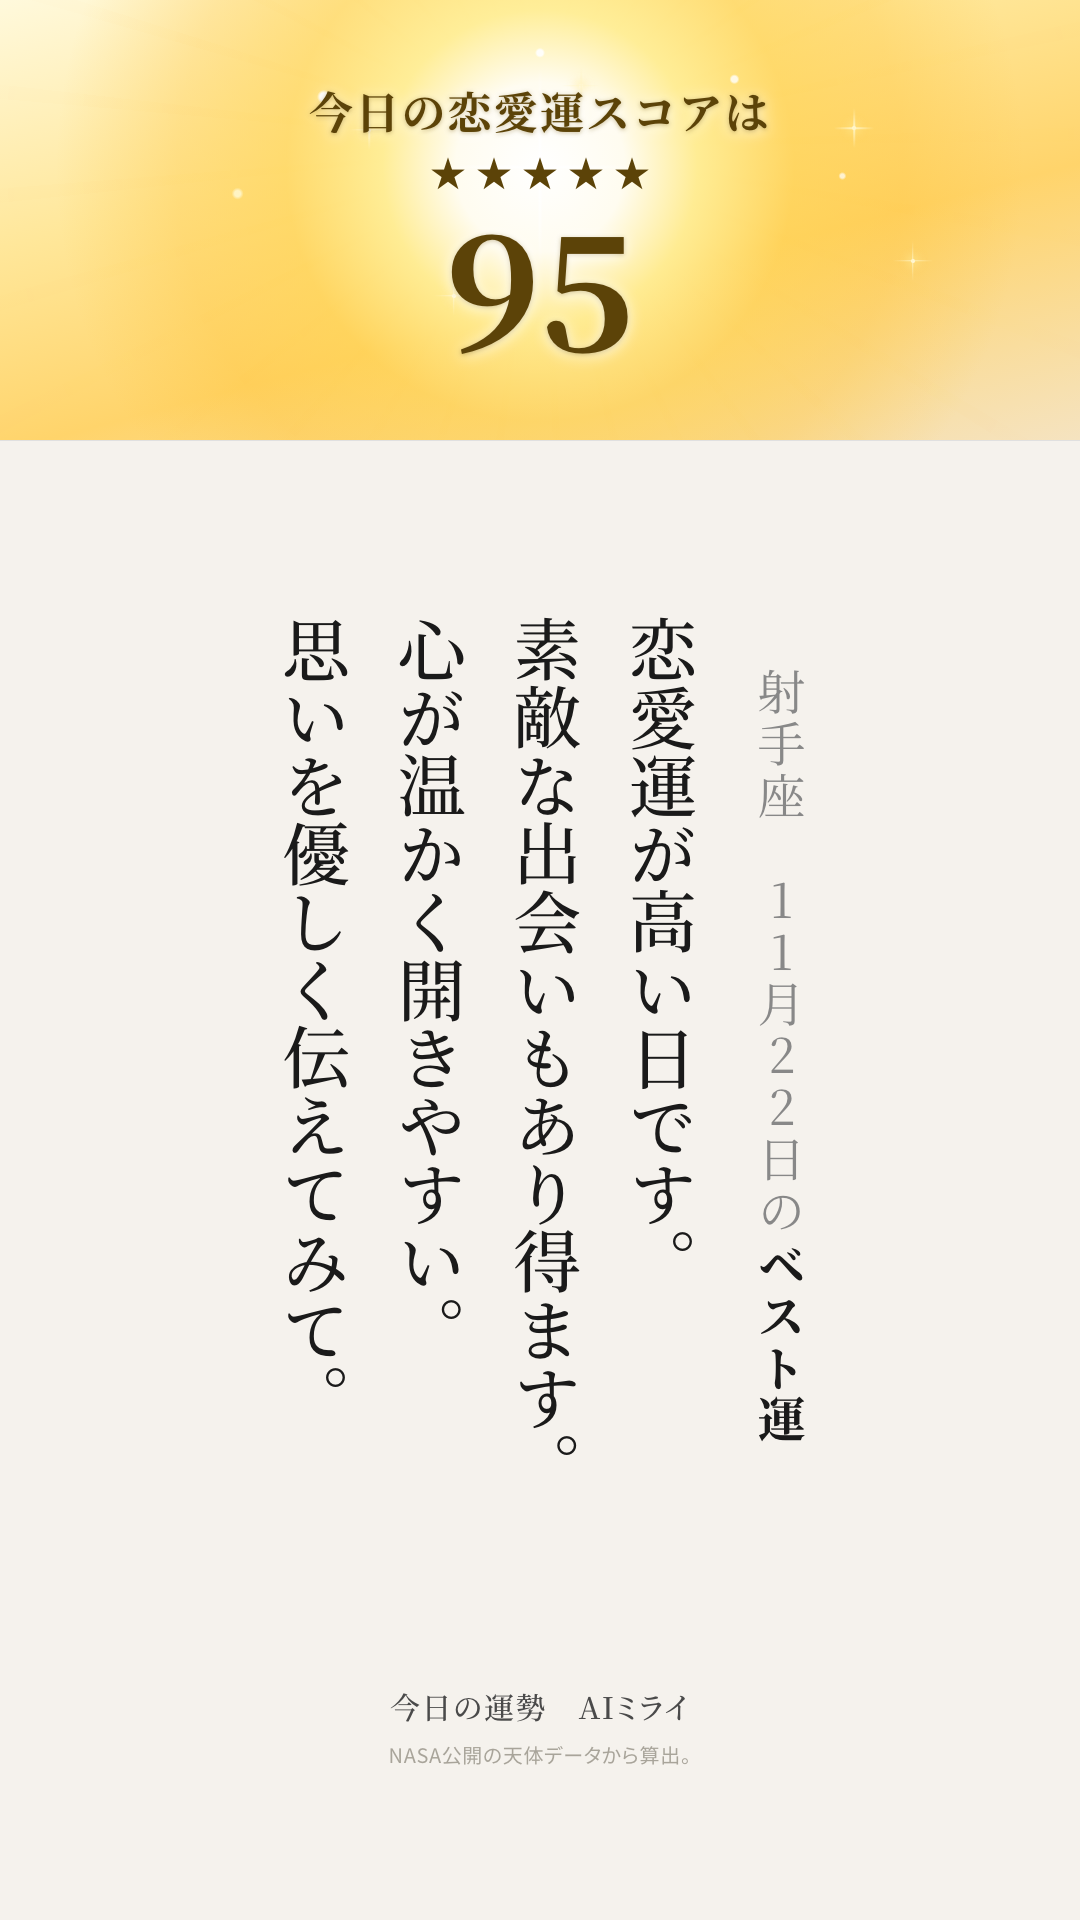 今日の恋愛運スコアは
★★★★★
95
射手座　11月22日のベスト運
恋愛運が高い日です。
素敵な出会いもあり得ます。
心が温かく開きやすい。
思いを優しく伝えてみて。
今日の運勢　AIミライ
NASA公開の天体データから算出。